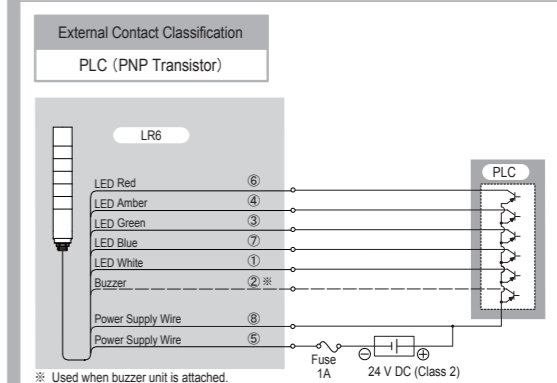 External Contact Classification
PLC (PNP Transistor)
LR6
PLC
LED Red ⑥
LED Amber ④
LED Green ③
LED Blue ⑦
LED White ①
Buzzer ②※
Power Supply Wire ⑧
Power Supply Wire ⑤
Fuse
1A
⊖ ⊕
24 V DC (Class 2)
※ Used when buzzer unit is attached.